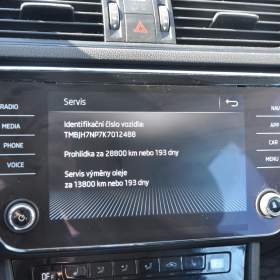 RADIO
MEDIA
PHONE
VOICE
Servis
Identifikační číslo vozidla:
TMBJH7NP7K7012488
Prohlídka za 28800 km nebo 193 dny
Servis výměny oleje
za 13800 km nebo 193 dny
NAV
APP
CAR
MENU
OFF